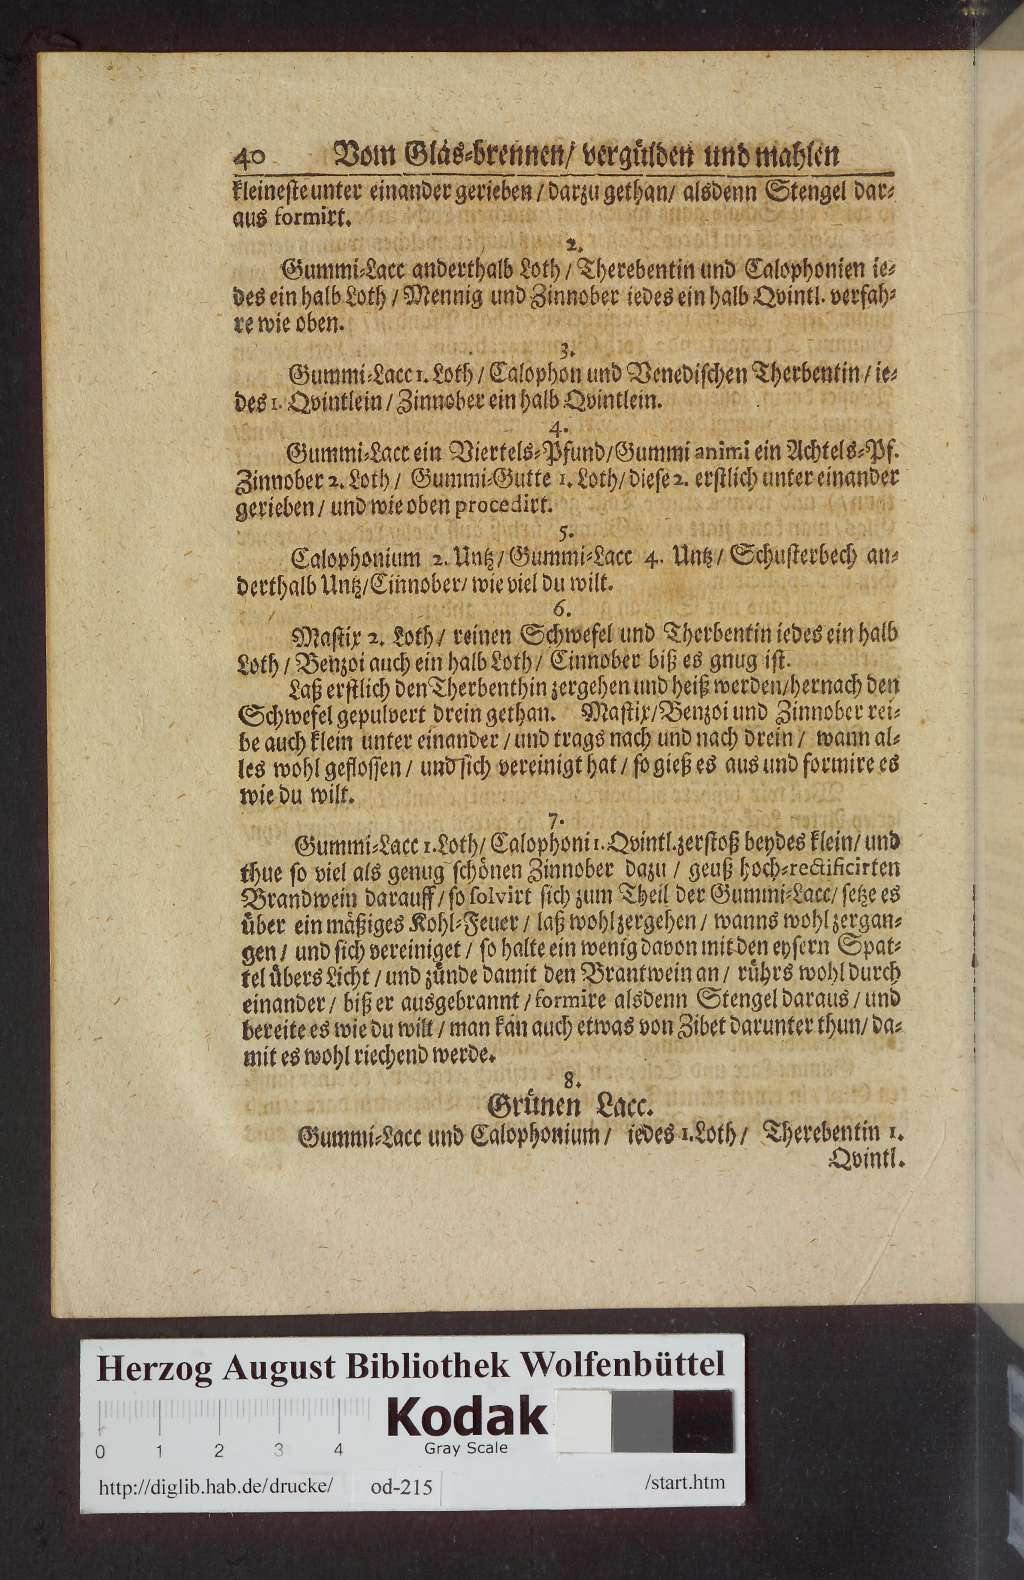 40 Vom Glas-brennen/ vergülden und mahlen
kleineste unter einander gerieben / darzu gethan/ alsdenn Stengel dar-
aus formirt.
2.
Gummi-Lacc anderthalb Loth / Therebentin und Calophonien ie-
des ein halb Loth / Mennig und Zinnober iedes ein halb Qvintl. verfah-
re wie oben.
3.
Gummi-Lacc 1. Loth / Calophon und Venedischen Therbentin / ie-
des 1. Qvintlein / Zinnober ein halb Qvintlein.
4.
Gummi-Lacc ein Viertels-Pfund/Gummi animi ein Achtels-Pf.
Zinnober 2. Loth / Gummi-Gutte 1. Loth/ diese 2. erstlich unter einander
gerieben / und wie oben procedirt.
5.
Calophonium 2. Untz / Gummi-Lacc 4. Untz / Schusterbech an-
derthalb Untz/Cinnober/ wie viel du wilt.
6.
Mastix 2. Loth / reinen Schwefel und Therbentin iedes ein halb
Loth / Benzoi auch ein halb Loth / Cinnober biß es gnug ist.
Laß erstlich den Therbenthin zergehen und heiß werden/hernach den
Schwefel gepulvert drein gethan. Mastix/Benzoi und Zinnober rei-
be auch klein unter einander / und trags nach und nach drein / wann al-
les wohl geflossen / und sich vereinigt hat / so gieß es aus und formire es
wie du wilt.
7.
Gummi-Lacc 1. Loth/ Calophoni 1. Qvintl. zerstoß beydes klein/ und
thue so viel als genug schönen Zinnober dazu / geuß hoch-rectificirten
Brandwein darauff / so solvirt sich zum Theil der Gummi-Lacc/ setze es
über ein mäßiges Kohl-Feuer / laß wohl zergehen / wanns wohl zergan-
gen / und sich vereiniget / so halte ein wenig davon mit den eysern Spat-
tel übers Licht / und zünde damit den Brantwein an / rührs wohl durch
einander / biß er ausgebrannt / formire alsdenn Stengel daraus / und
bereite es wie du wilt / man kan auch etwas von Zibet darunter thun/ da-
mit es wohl riechend werde.
8.
Grünen Lacc.
Gummi-Lacc und Calophonium / iedes 1. Loth / Therebentin 1.
Qvintl.
Herzog August Bibliothek Wolfenbüttel
Kodak
Gray Scale
0 1 2 3 4
http://diglib.hab.de/drucke/ od-215 /start.htm